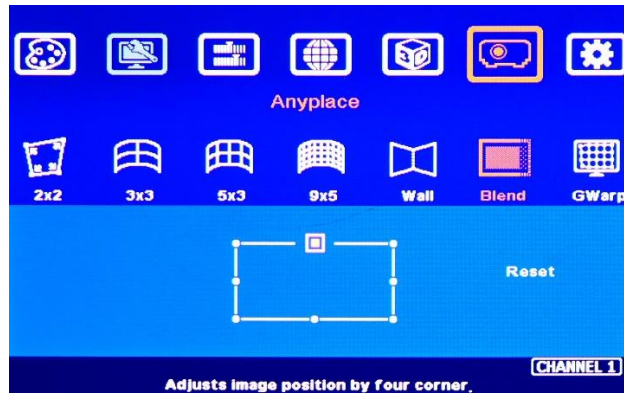 Anyplace
2x2 3x3 5x3 9x5 Wall Blend GWarp
Reset
CHANNEL 1
Adjusts image position by four corner.